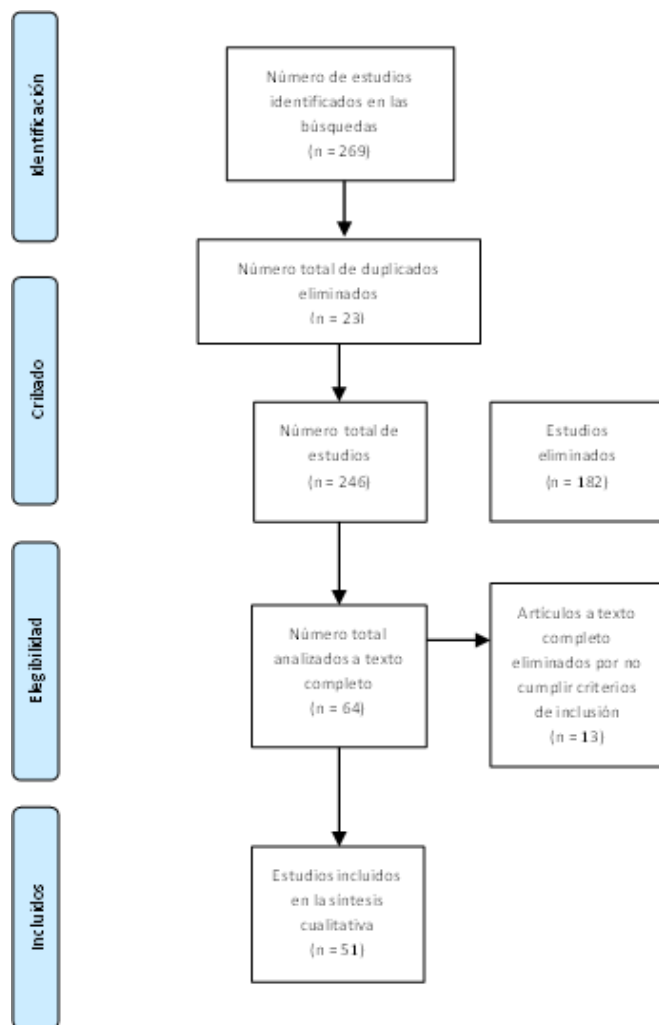 Identificación
Número de estudios
identificados en las
búsquedas
(n = 269)
Número total de duplicados
eliminados
(n = 23)
Cribado
Número total de
estudios
(n = 246)
Estudios
eliminados
(n = 182)
Elegibilidad
Número total
analizados a texto
completo
(n = 64)
Artículos a texto
completo
eliminados por no
cumplir criterios
de inclusión
(n = 13)
Incluidos
Estudios incluidos
en la síntesis
cualitativa
(n = 51)